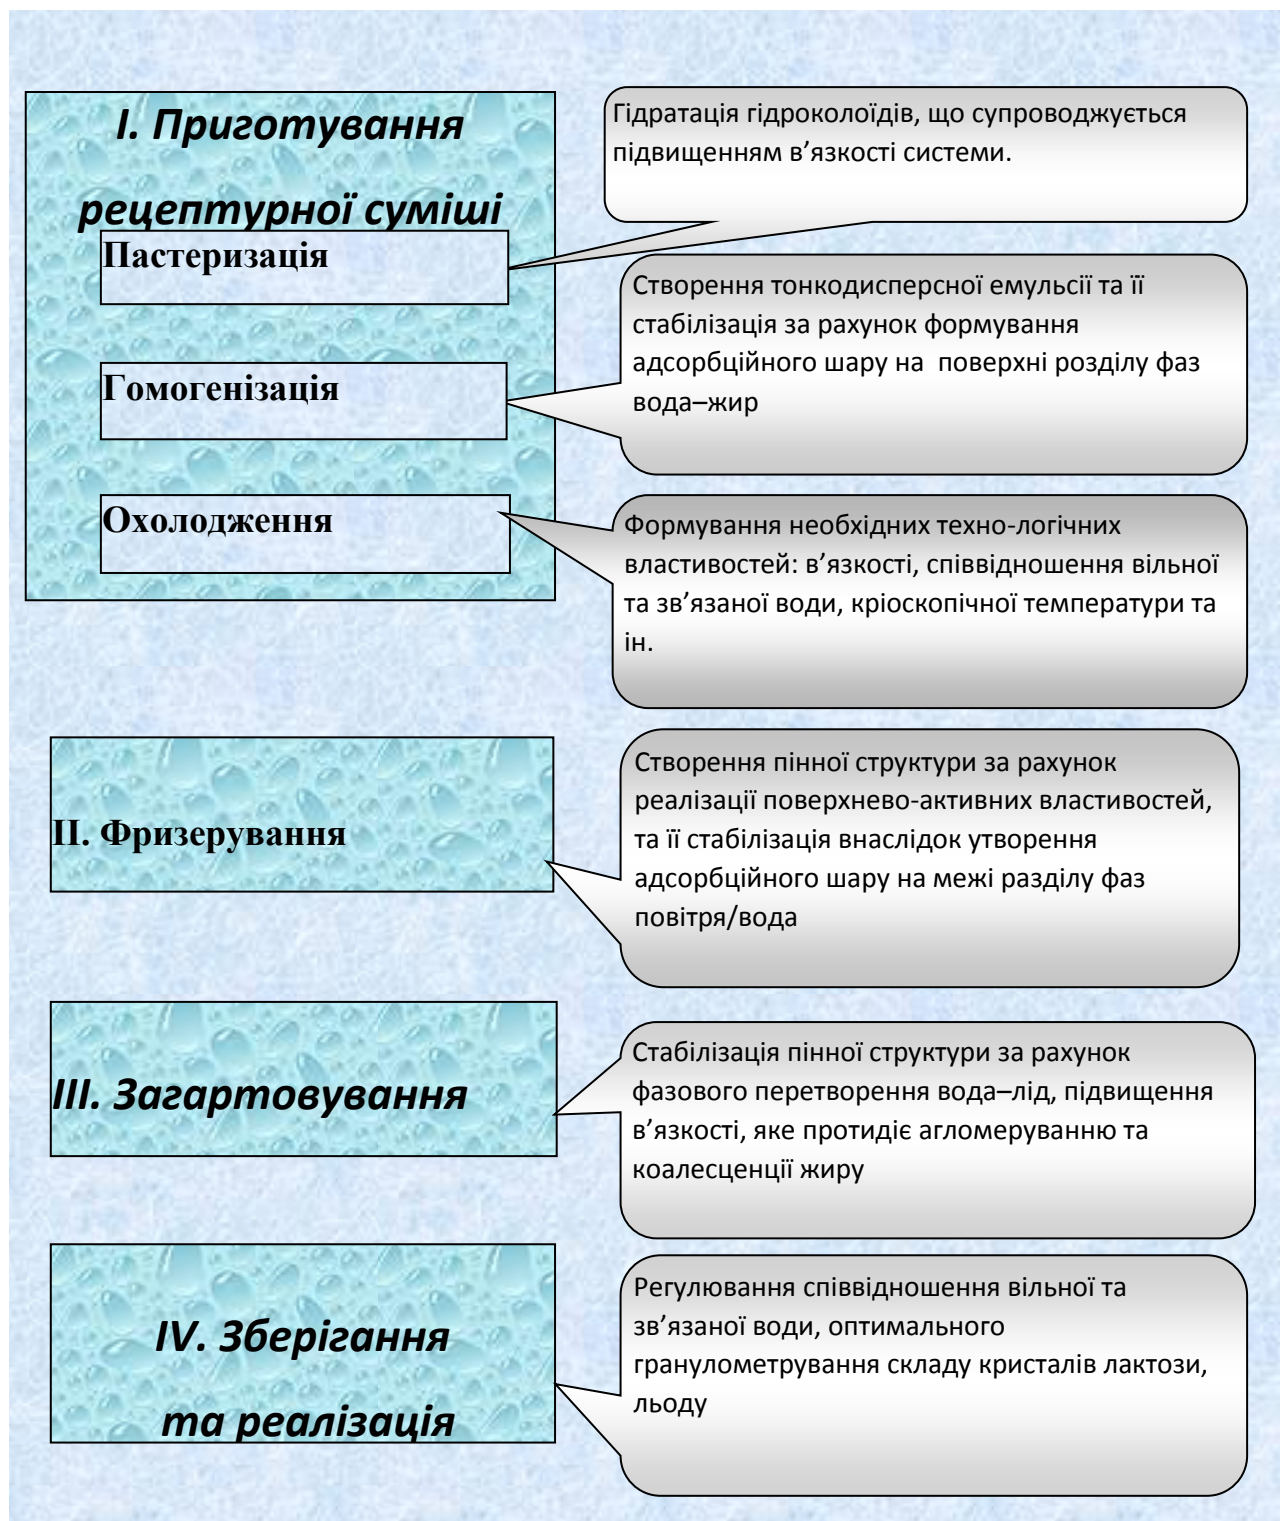 І. Приготування
рецептурної суміші
Пастеризація
Гідратація гідроколоїдів, що супроводжується
підвищенням в’язкості системи.
Гомогенізація
Створення тонкодисперсної емульсії та її
стабілізація за рахунок формування
адсорбційного шару на поверхні розділу фаз
вода–жир
Охолодження
Формування необхідних техно-логічних
властивостей: в’язкості, співвідношення вільної
та зв’язаної води, кріоскопічної температури та
ін.
ІІ. Фризерування
Створення пінної структури за рахунок
реалізації поверхнево-активних властивостей,
та її стабілізація внаслідок утворення
адсорбційного шару на межі разділу фаз
повітря/вода
ІІІ. Загартовування
Стабілізація пінної структури за рахунок
фазового перетворення вода–лід, підвищення
в’язкості, яке протидіє агломеруванню та
коалесценції жиру
IV. Зберігання
та реалізація
Регулювання співвідношення вільної та
зв’язаної води, оптимального
гранулометрування складу кристалів лактози,
льоду